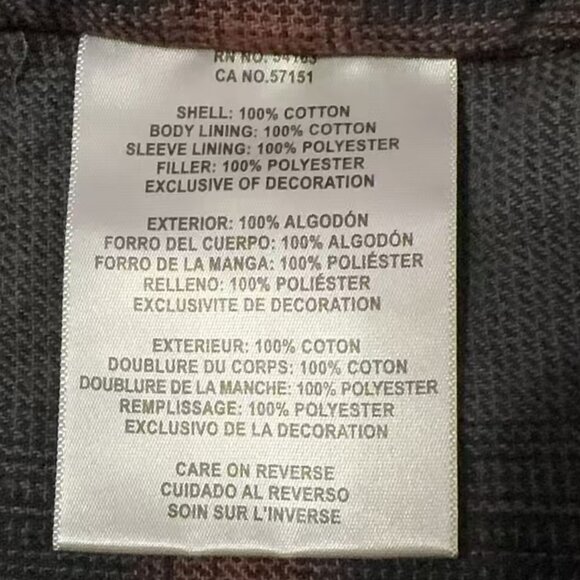 RN NO. 54163
CA NO.57151
SHELL: 100% COTTON
BODY LINING: 100% COTTON
SLEEVE LINING: 100% POLYESTER
FILLER: 100% POLYESTER
EXCLUSIVE OF DECORATION
EXTERIOR: 100% ALGODÓN
FORRO DEL CUERPO: 100% ALGODÓN
FORRO DE LA MANGA: 100% POLIÉSTER
RELLENO: 100% POLIÉSTER
EXCLUSIVITE DE DECORATION
EXTERIEUR: 100% COTON
DOUBLURE DU CORPS: 100% COTON
DOUBLURE DE LA MANCHE: 100% POLYESTER
REMPLISSAGE: 100% POLYESTER
EXCLUSIVO DE LA DECORATION
CARE ON REVERSE
CUIDADO AL REVERSO
SOIN SUR L'INVERSE